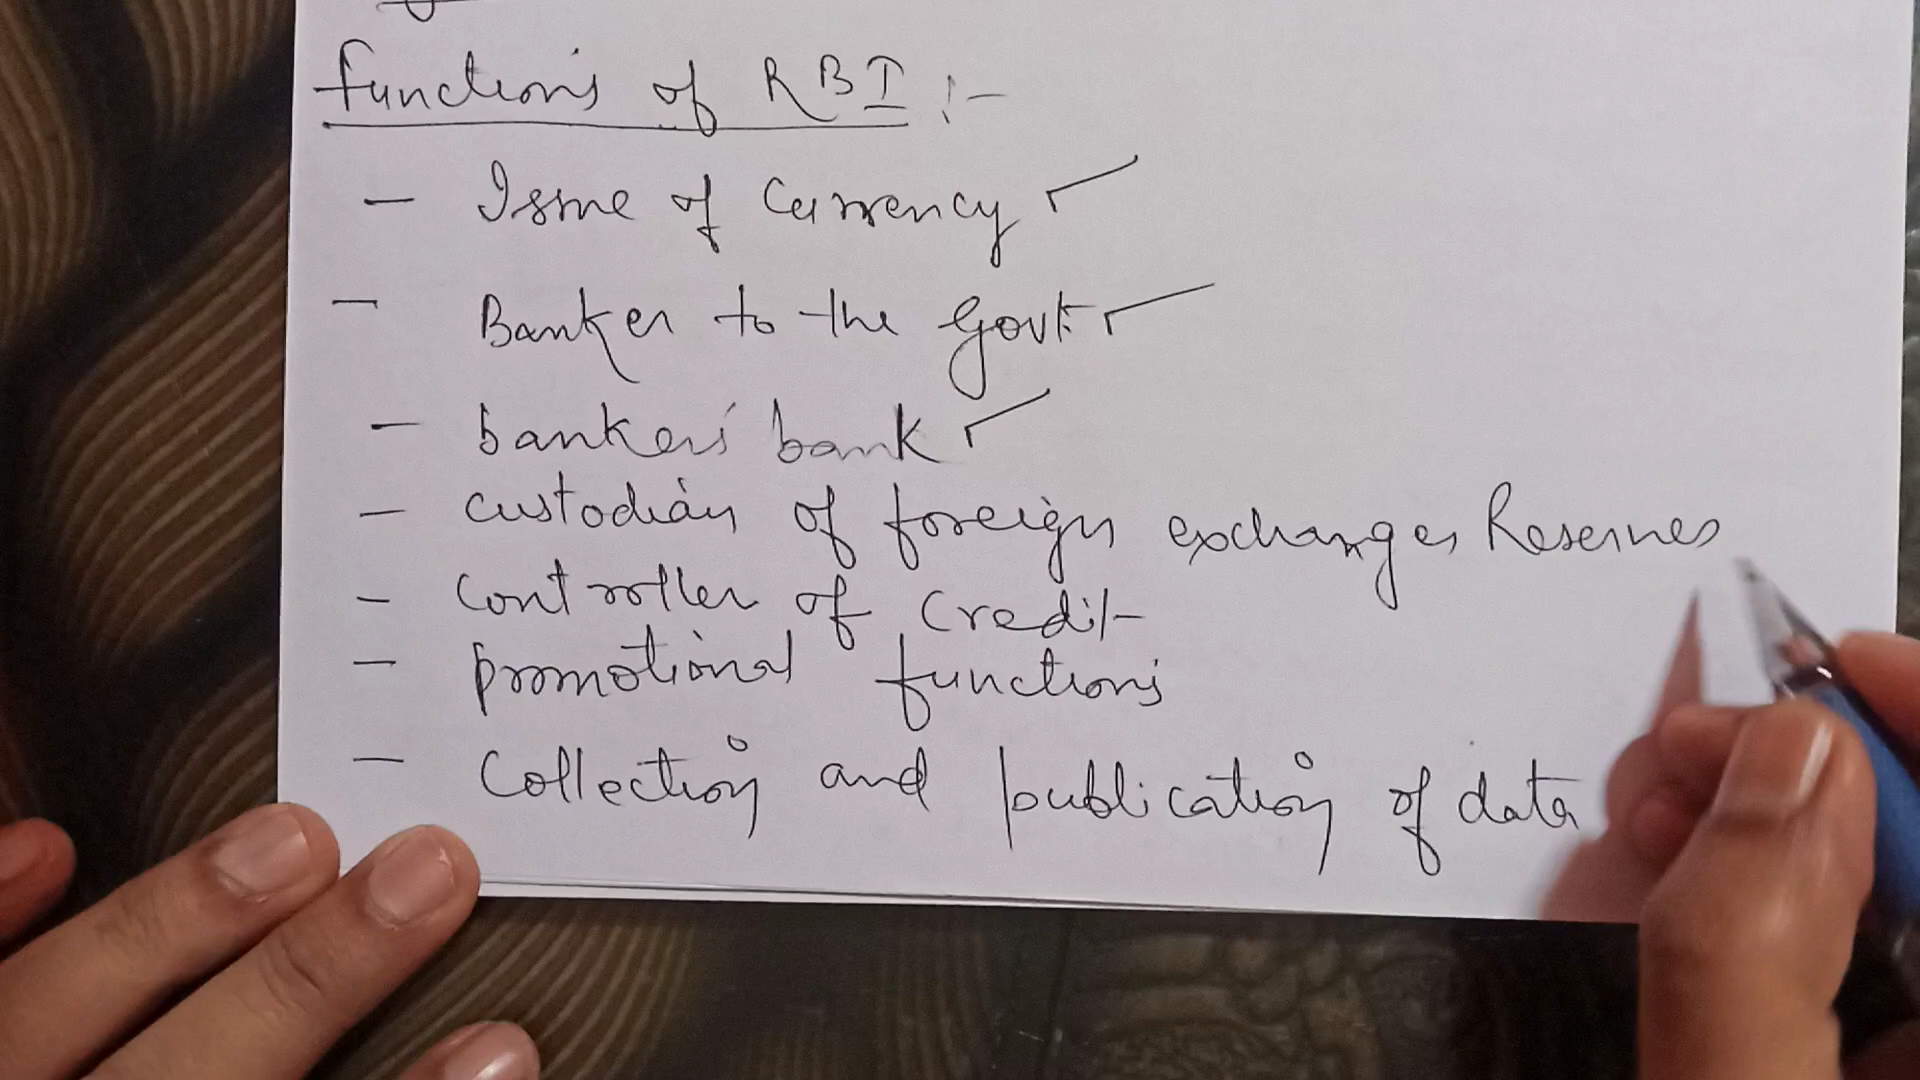 functions of RBI :-
- Issue of Currency ✓
- Banker to the Govt. ✓
- bankers' bank ✓
- custodian of foreign exchanges Reserves
- Controller of Credit
- promotional functions
- Collection and publication of data